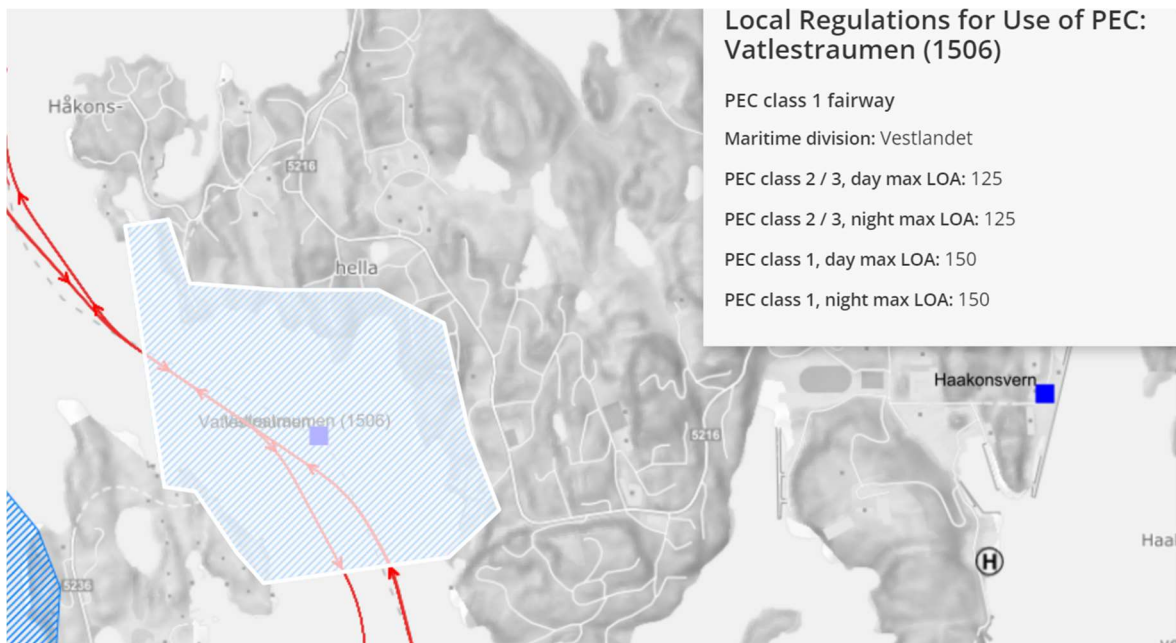 Local Regulations for Use of PEC:
Vatlestraumen (1506)
PEC class 1 fairway
Maritime division: Vestlandet
PEC class 2 / 3, day max LOA: 125
PEC class 2 / 3, night max LOA: 125
PEC class 1, day max LOA: 150
PEC class 1, night max LOA: 150
Håkons-
5216
hella
Haakonsvern
(1506)
5216
H
Haal
5236